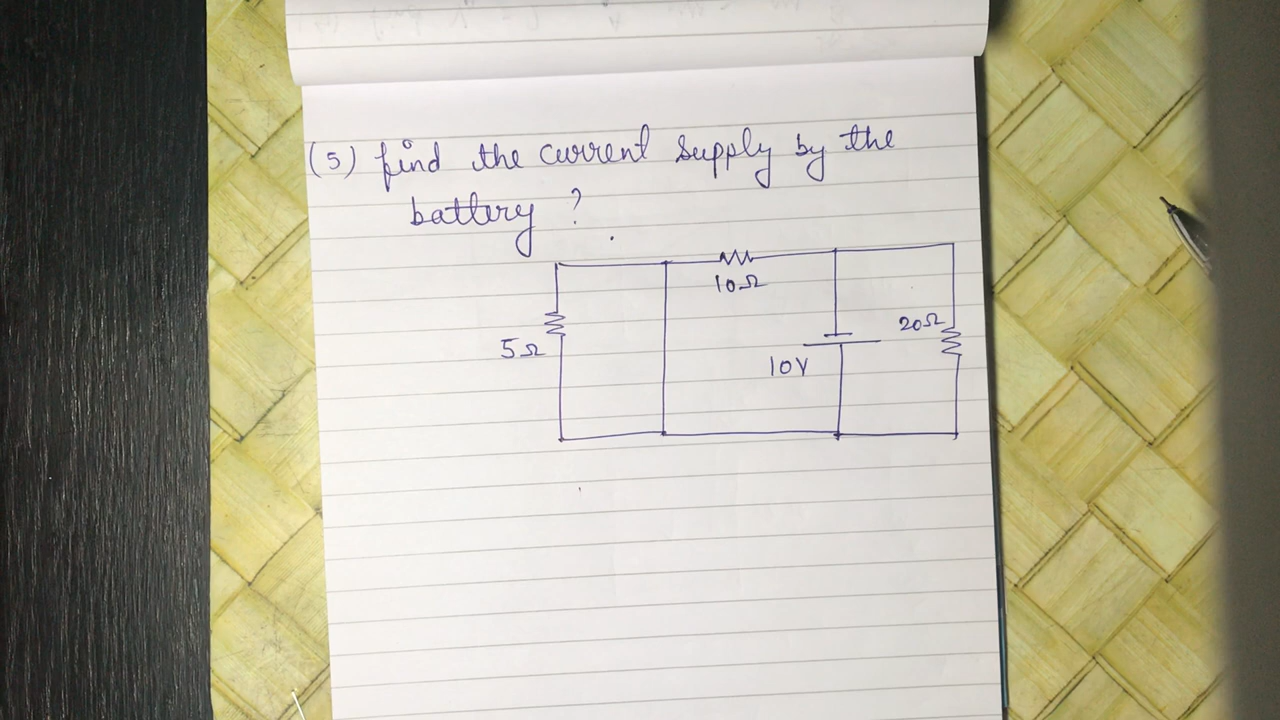 (5) find the current supply by the
battery ?
10Ω
20Ω
5Ω
10V